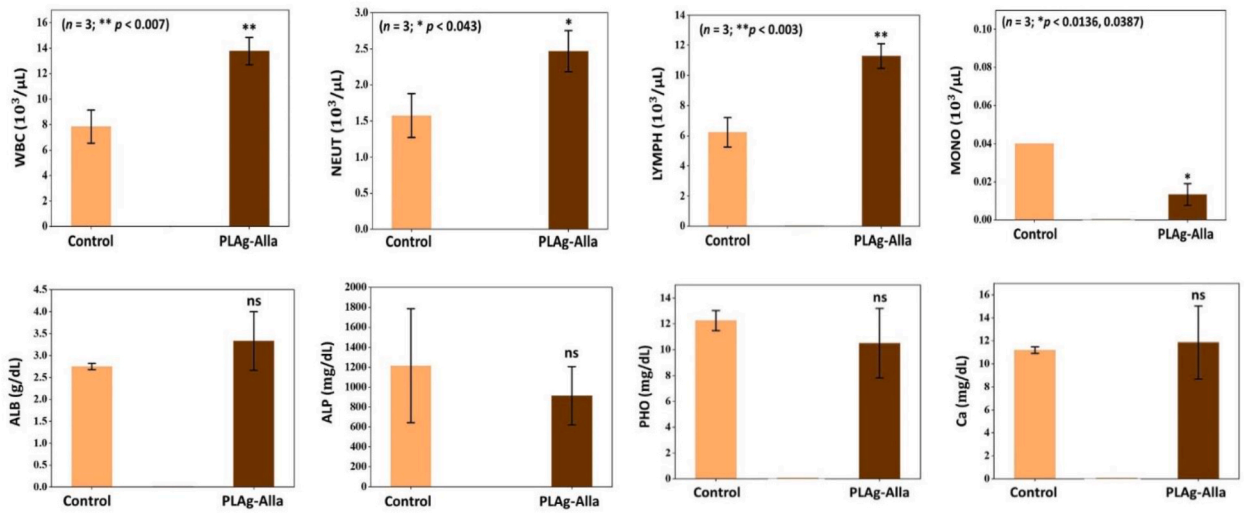 (n = 3; ** p < 0.007)
**
WBC (10³/µL)
16
14
12
10
8
6
4
2
0
Control
PLAg-Alla
(n = 3; * p < 0.043)
*
NEUT (10³/µL)
3.0
2.5
2.0
1.5
1.0
0.5
0.0
Control
PLAg-Alla
(n = 3; **p < 0.003)
**
LYMPH (10³/µL)
14
12
10
8
6
4
2
0
Control
PLAg-Alla
(n = 3; *p < 0.0136, 0.0387)
*
MONO (10³/µL)
0.10
0.08
0.06
0.04
0.02
0.00
Control
PLAg-Alla
ns
ALB (g/dL)
4.5
4.0
3.5
3.0
2.5
2.0
1.5
1.0
0.5
0.0
Control
PLAg-Alla
ns
ALP (mg/dL)
2000
1800
1600
1400
1200
1000
800
600
400
200
0
Control
PLAg-Alla
ns
PHO (mg/dL)
14
12
10
8
6
4
2
0
Control
PLAg-Alla
ns
Ca (mg/dL)
16
14
12
10
8
6
4
2
0
Control
PLAg-Alla